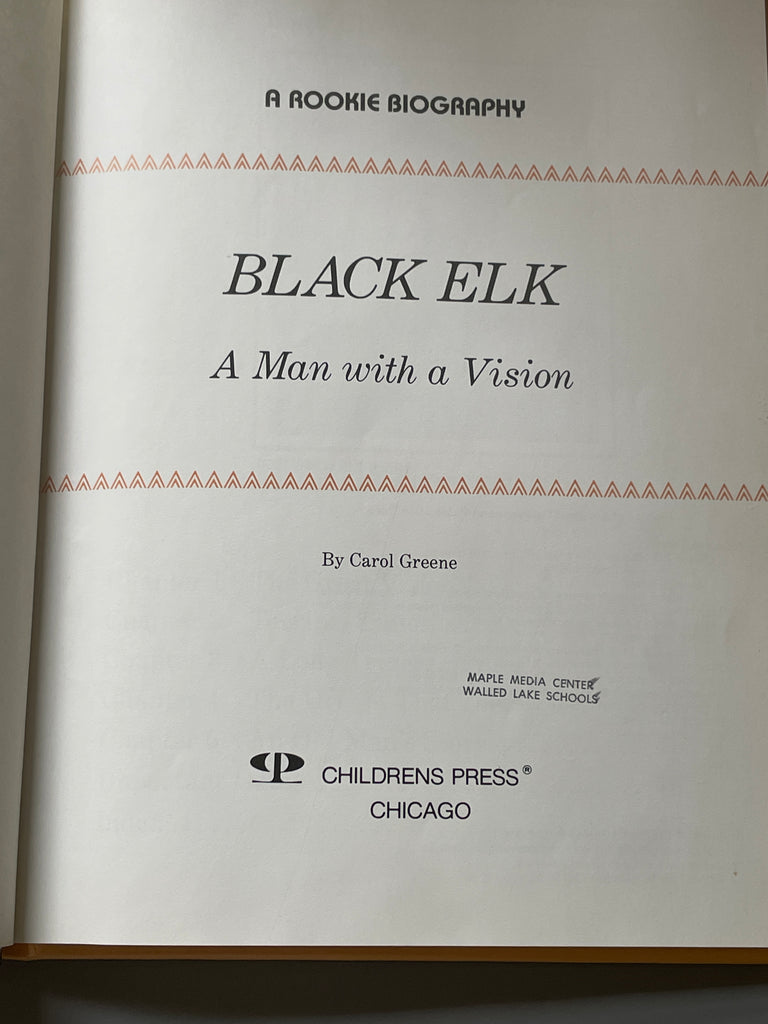 A ROOKIE BIOGRAPHY
BLACK ELK
A Man with a Vision
By Carol Greene
MAPLE MEDIA CENTER
WALLED LAKE SCHOOLS
CHILDRENS PRESS®
CHICAGO